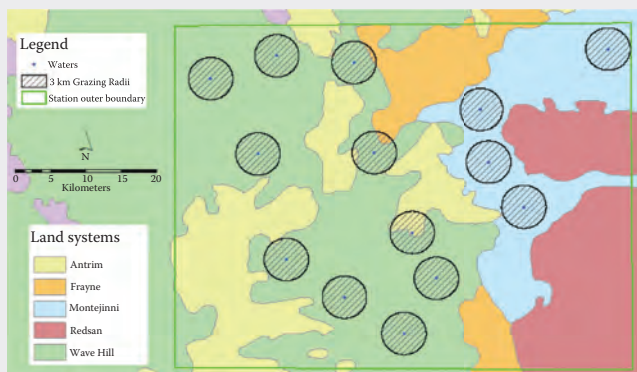 Legend
Waters
3 km Grazing Radii
Station outer boundary
N
0 5 10 15 20
Kilometers
Land systems
Antrim
Frayne
Montejinni
Redsan
Wave Hill